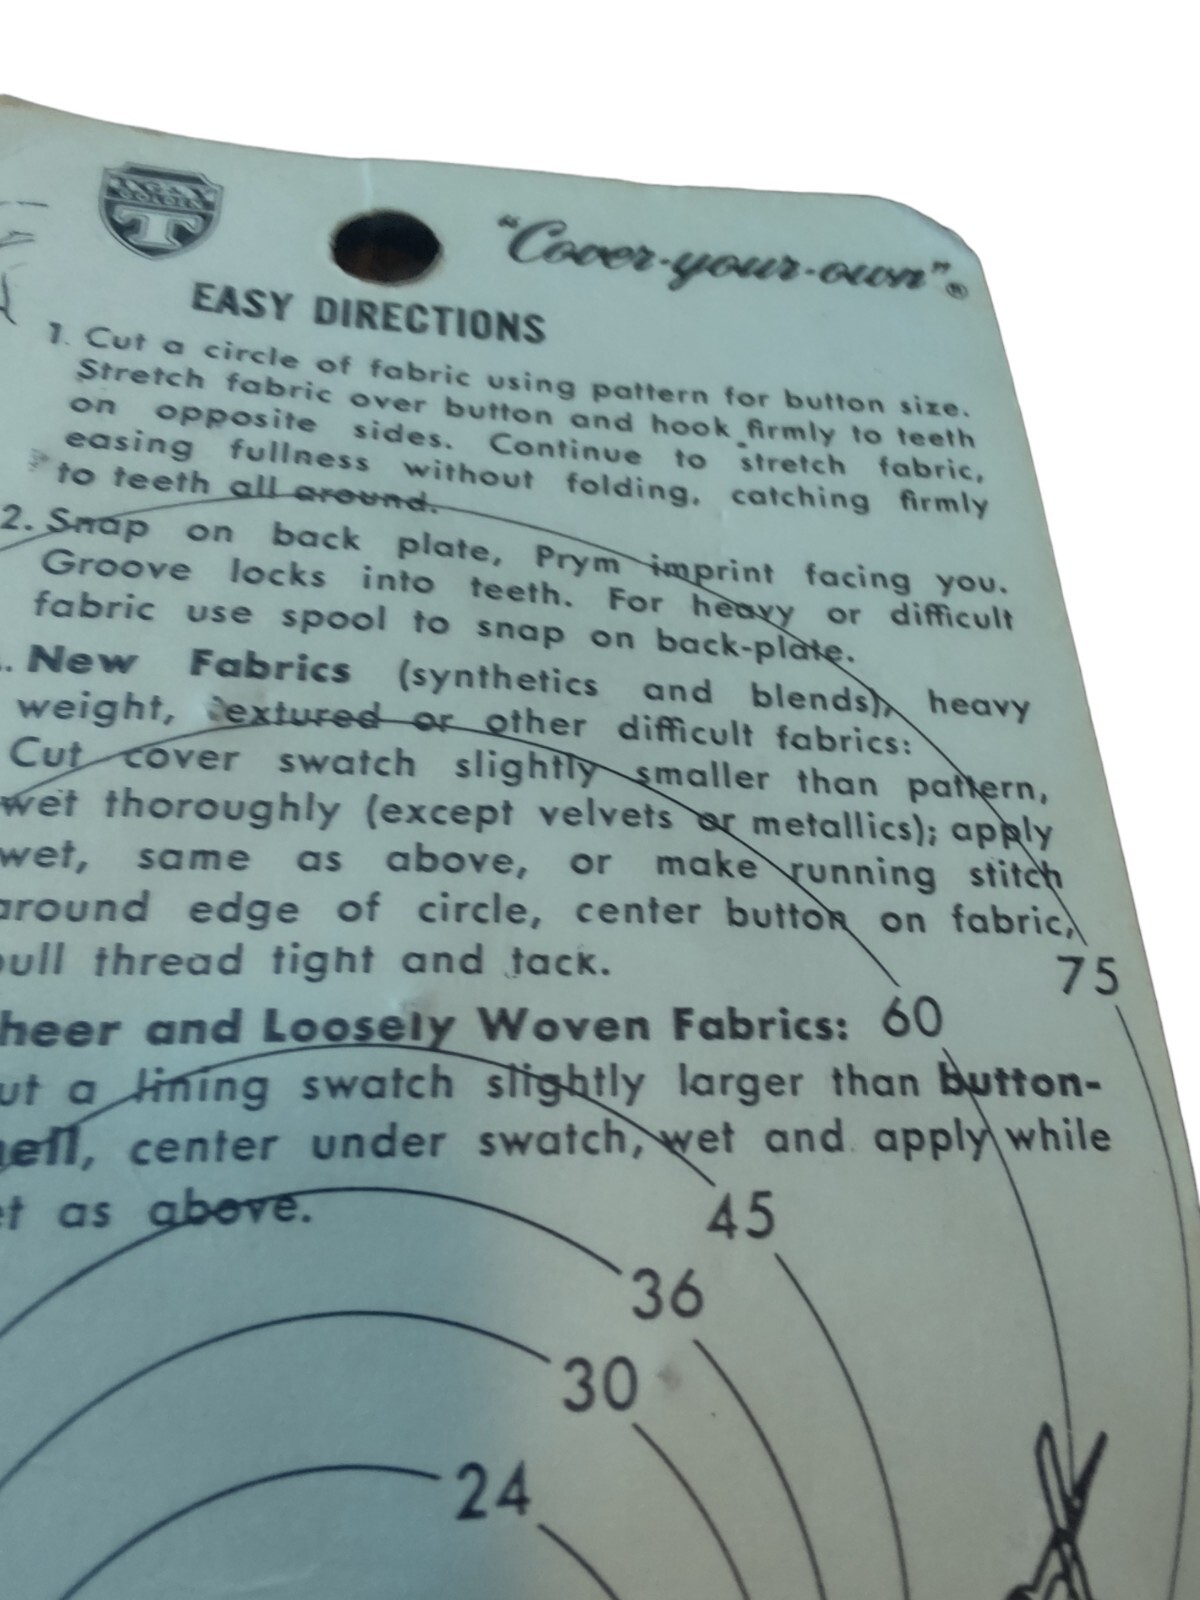 GOLDEN
T
"Cover-your-own"®
EASY DIRECTIONS
1. Cut a circle of fabric using pattern for button size.
Stretch fabric over button and hook firmly to teeth
on opposite sides. Continue to stretch fabric,
easing fullness without folding, catching firmly
to teeth all around.
2. Snap on back plate, Prym imprint facing you.
Groove locks into teeth. For heavy or difficult
fabric use spool to snap on back-plate.
New Fabrics (synthetics and blends), heavy
weight, textured or other difficult fabrics:
Cut cover swatch slightly smaller than pattern,
wet thoroughly (except velvets or metallics); apply
wet, same as above, or make running stitch
around edge of circle, center button on fabric,
pull thread tight and tack.
75
heer and Loosely Woven Fabrics: 60
ut a lining swatch slightly larger than button-
hell, center under swatch, wet and apply while
et as above.
45
36
30
24